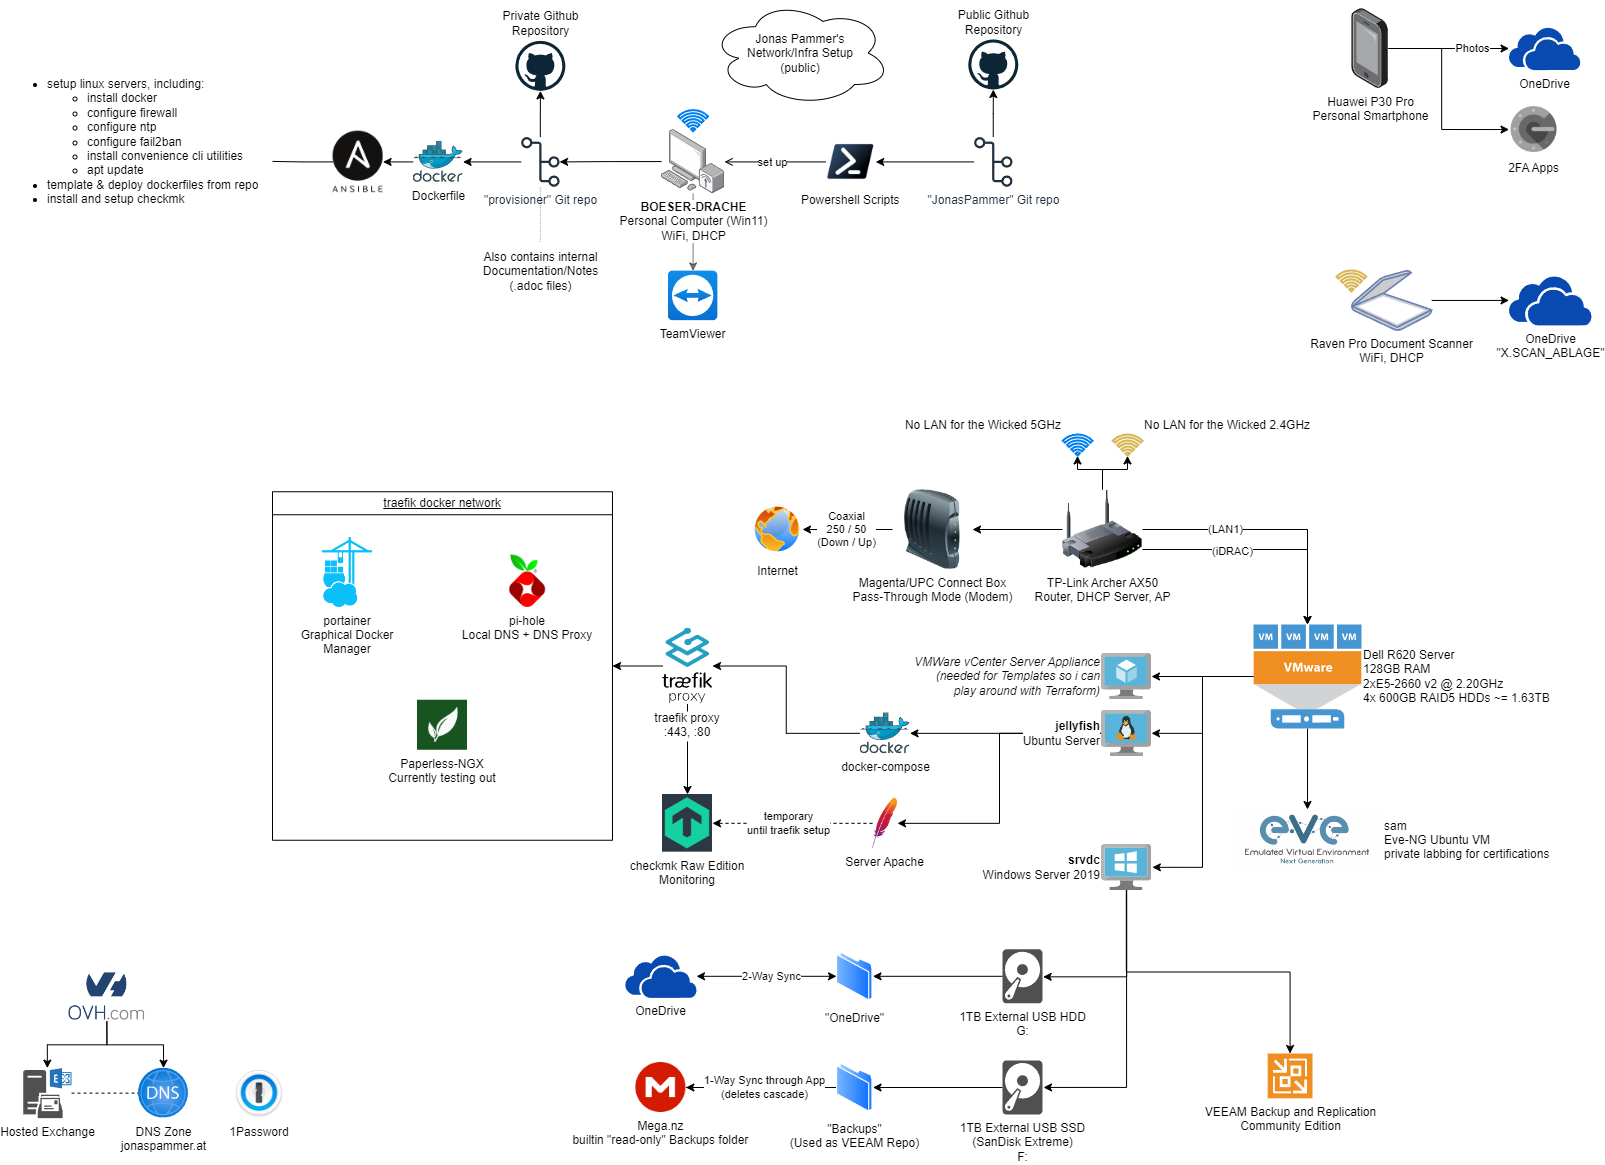 Private Github
Repository
Jonas Pammer's
Network/Infra Setup
(public)
Public Github
Repository
Photos
OneDrive
Huawei P30 Pro
Personal Smartphone
2FA Apps
setup linux servers, including:
install docker
configure firewall
configure ntp
configure fail2ban
install convenience cli utilities
apt update
template & deploy dockerfiles from repo
install and setup checkmk
A
ANSIBLE
docker
Dockerfile
"provisioner" Git repo
Also contains internal
Documentation/Notes
(.adoc files)
BOESER-DRACHE
Personal Computer (Win11)
WiFi, DHCP
TeamViewer
set up
Powershell Scripts
"JonasPammer" Git repo
Raven Pro Document Scanner
WiFi, DHCP
OneDrive
"X.SCAN_ABLAGE"
No LAN for the Wicked 5GHz
No LAN for the Wicked 2.4GHz
Internet
Coaxial
250 / 50
(Down / Up)
Magenta/UPC Connect Box
Pass-Through Mode (Modem)
TP-Link Archer AX50
Router, DHCP Server, AP
(LAN1)
(iDRAC)
traefik docker network
portainer
Graphical Docker
Manager
pi-hole
Local DNS + DNS Proxy
Paperless-NGX
Currently testing out
træfik
proxy
traefik proxy
:443, :80
checkmk Raw Edition
Monitoring
temporary
until traefik setup
Server Apache
docker
docker-compose
VMWare vCenter Server Appliance
(needed for Templates so i can
play around with Terraform)
jellyfish
Ubuntu Server
srvdc
Windows Server 2019
VM
VM
VM
VM
VMware
Dell R620 Server
128GB RAM
2xE5-2660 v2 @ 2.20GHz
4x 600GB RAID5 HDDs ~= 1.63TB
eve
Emulated Virtual Environment
Next Generation
sam
Eve-NG Ubuntu VM
private labbing for certifications
OneDrive
2-Way Sync
"OneDrive"
1TB External USB HDD
G:
M
Mega.nz
builtin "read-only" Backups folder
1-Way Sync through App
(deletes cascade)
"Backups"
(Used as VEEAM Repo)
1TB External USB SSD
(SanDisk Extreme)
F:
VEEAM Backup and Replication
Community Edition
OVH.com
E
Hosted Exchange
DNS
DNS Zone
jonaspammer.at
1Password